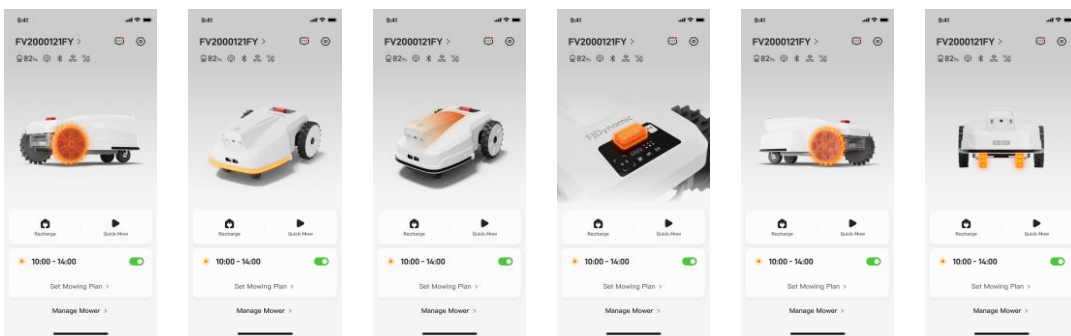 9:41
FV2000121FY >
82%
Recharge
Quick Mow
10:00 - 14:00
Set Mowing Plan >
Manage Mower >
9:41
FV2000121FY >
82%
Recharge
Quick Mow
10:00 - 14:00
Set Mowing Plan >
Manage Mower >
9:41
FV2000121FY >
82%
Recharge
Quick Mow
10:00 - 14:00
Set Mowing Plan >
Manage Mower >
9:41
FV2000121FY >
82%
FJDynamic
Recharge
Quick Mow
10:00 - 14:00
Set Mowing Plan >
Manage Mower >
9:41
FV2000121FY >
82%
Recharge
Quick Mow
10:00 - 14:00
Set Mowing Plan >
Manage Mower >
9:41
FV2000121FY >
82%
Recharge
Quick Mow
10:00 - 14:00
Set Mowing Plan >
Manage Mower >